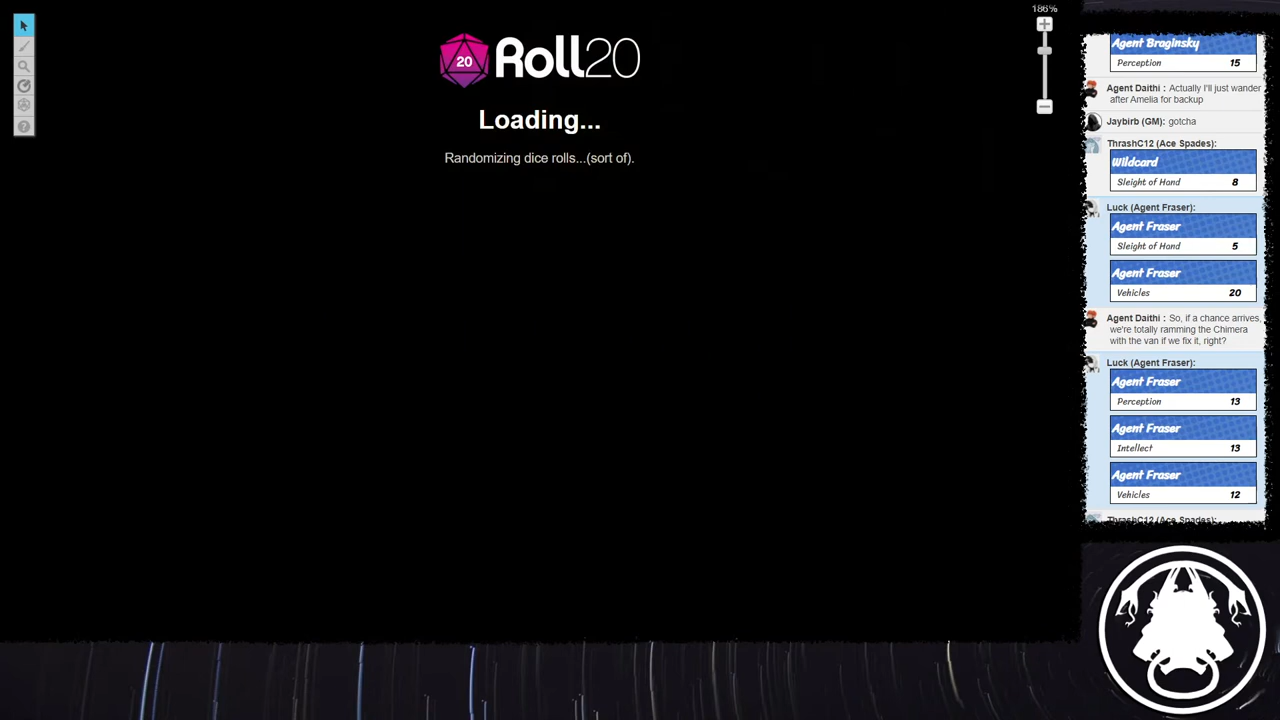 186%
20
Roll20
Loading...
Randomizing dice rolls...(sort of).
Agent Braginsky
Perception 15
Agent Daithi : Actually I'll just wander
after Amelia for backup
Jaybirb (GM): gotcha
ThrashC12 (Ace Spades):
Wildcard
Sleight of Hand 8
Luck (Agent Fraser):
Agent Fraser
Sleight of Hand 5
Agent Fraser
Vehicles 20
Agent Daithi : So, if a chance arrives,
we're totally ramming the Chimera
with the van if we fix it, right?
Luck (Agent Fraser):
Agent Fraser
Perception 13
Agent Fraser
Intellect 13
Agent Fraser
Vehicles 12
ThrashC12 (Ace Spades):